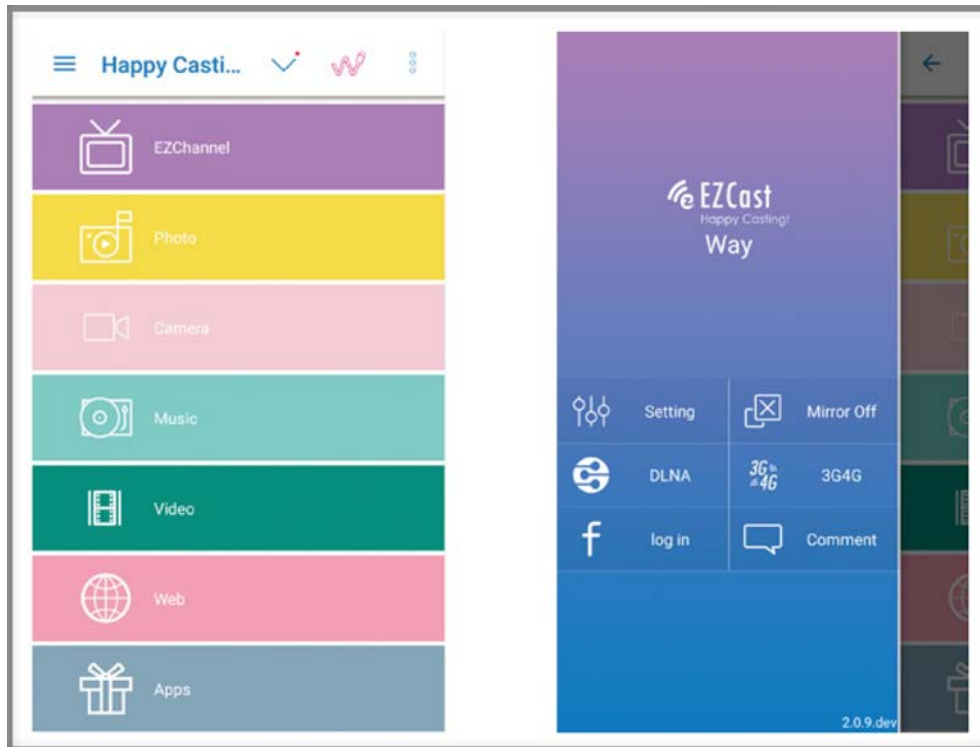 Happy Casti...
EZChannel
Photo
Camera
Music
Video
Web
Apps
EZCast
Happy Casting!
Way
Setting
Mirror Off
DLNA
3G
4G
3G4G
f
log in
Comment
2.0.9.dev